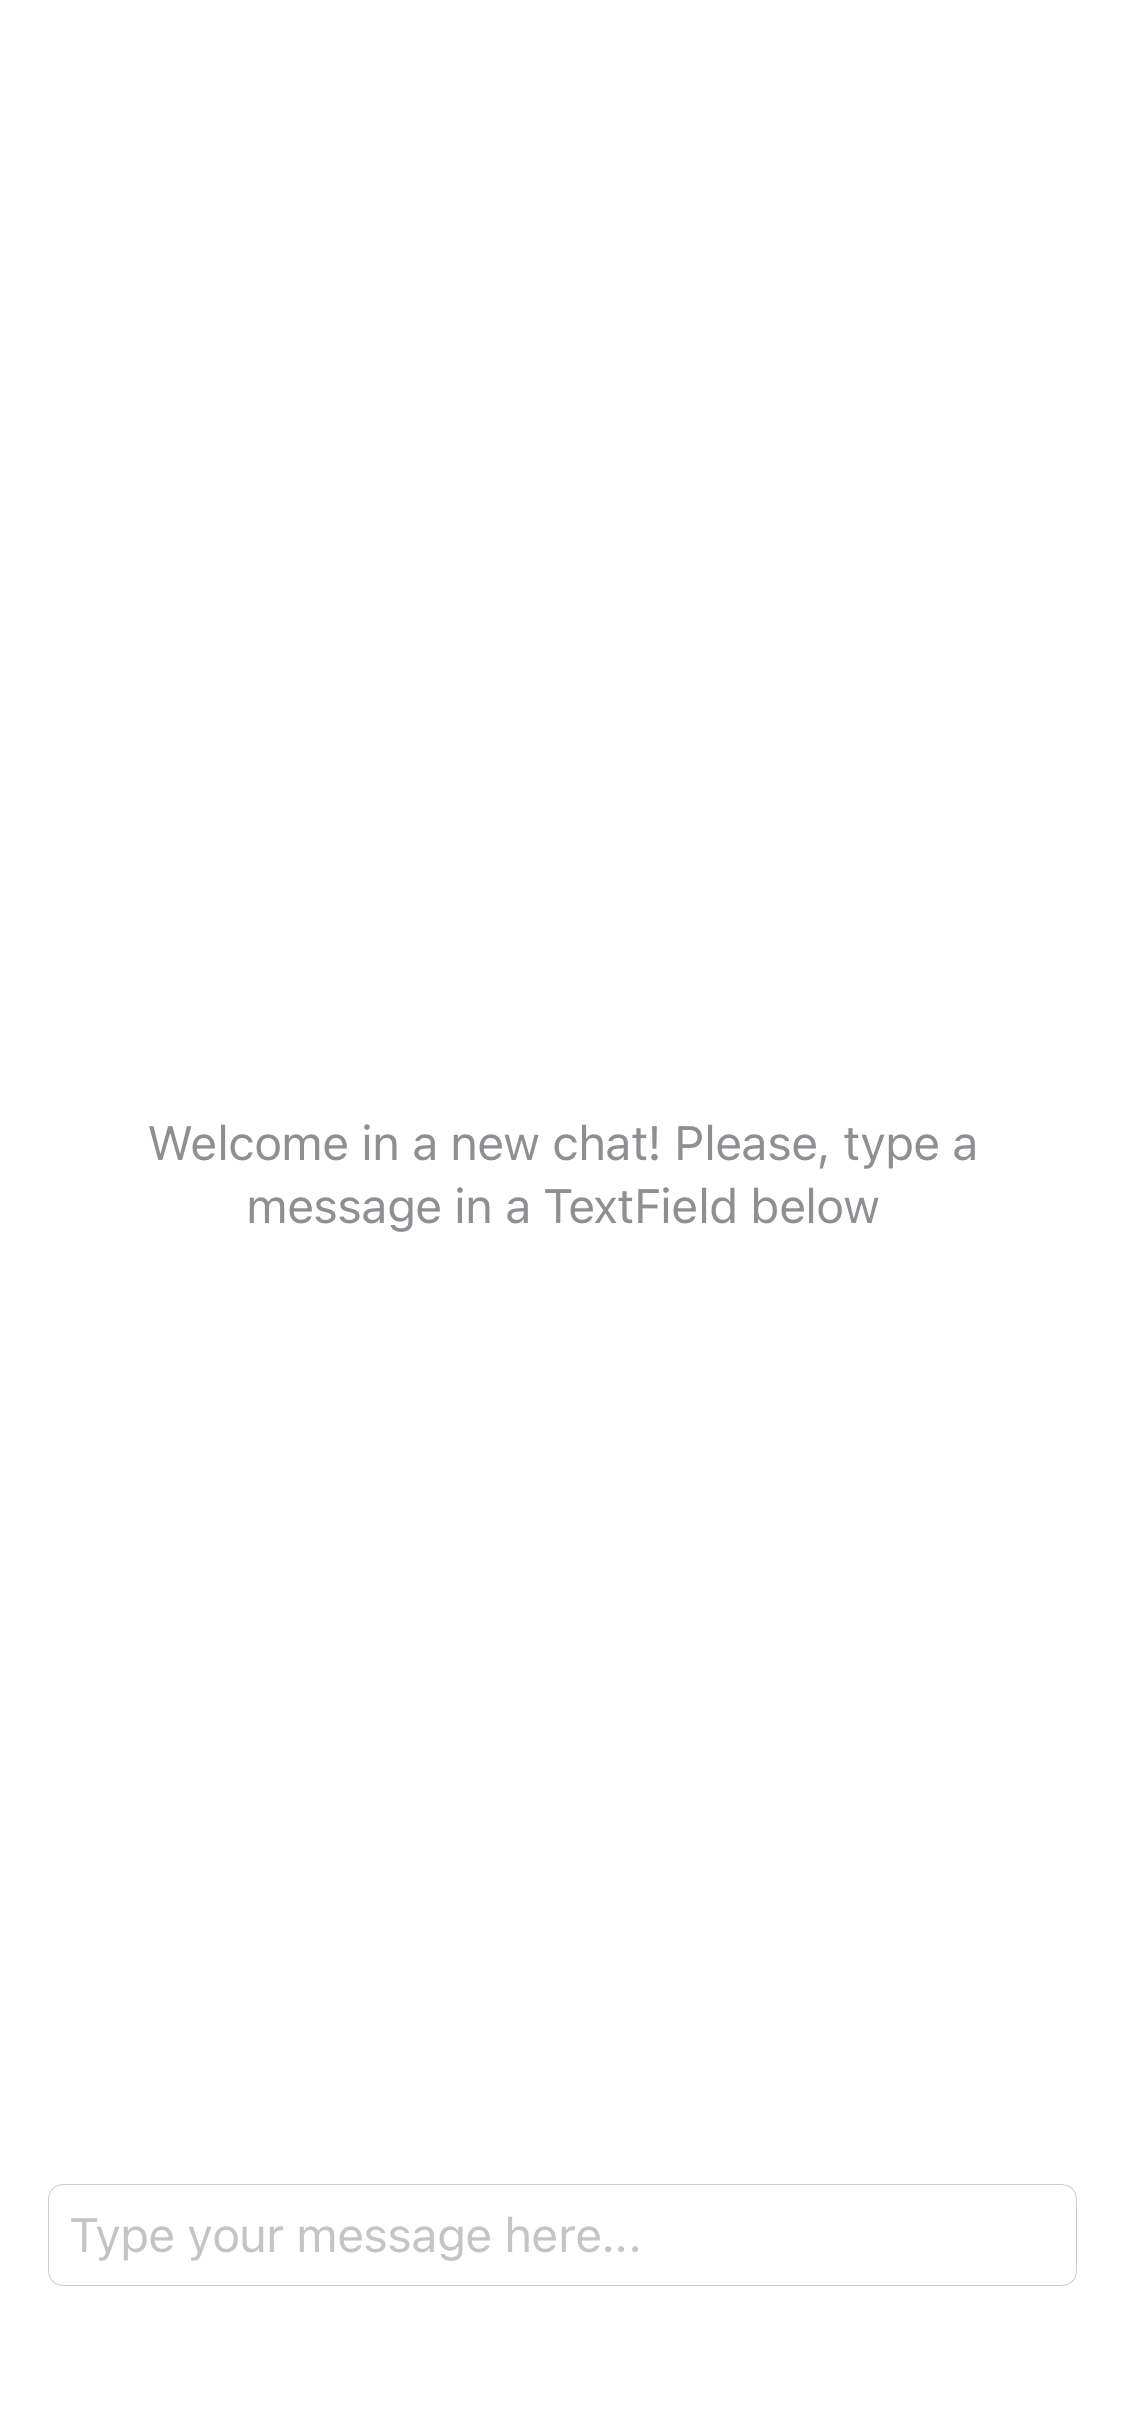 Welcome in a new chat! Please, type a
message in a TextField below
Type your message here...